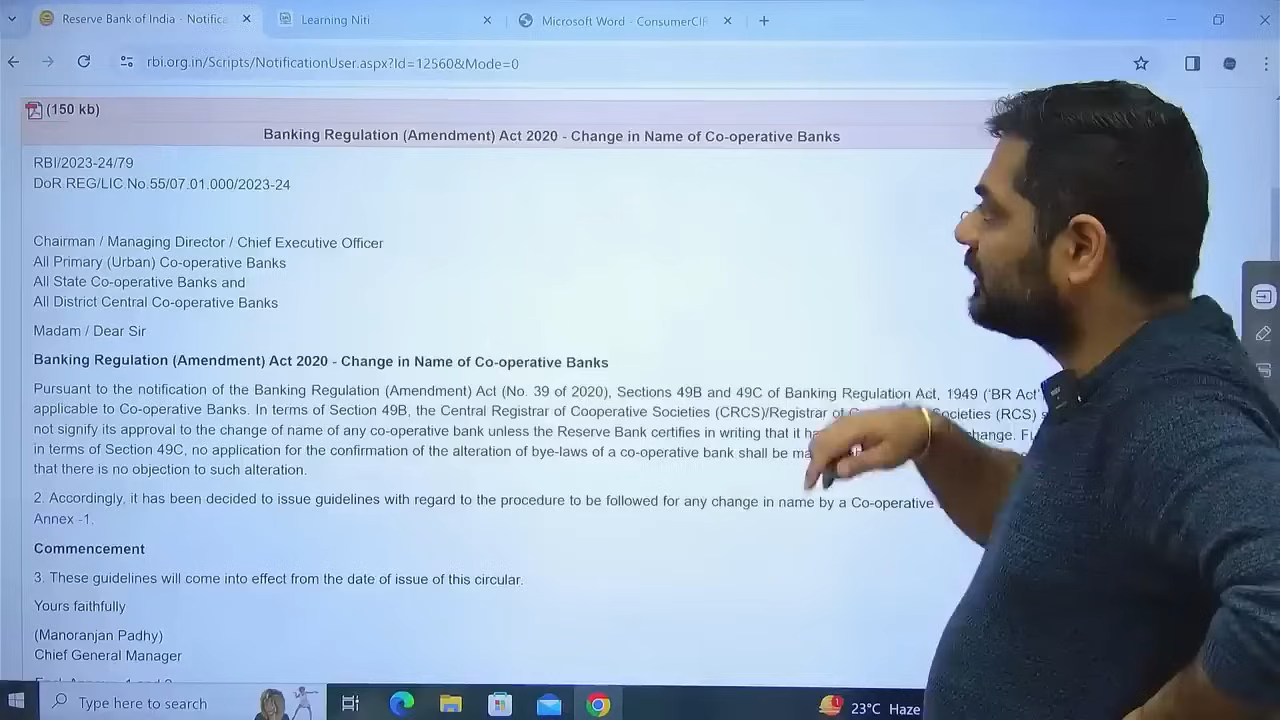 Reserve Bank of India - Notifica
Learning Niti
Microsoft Word - ConsumerCIF
rbi.org.in/Scripts/NotificationUser.aspx?Id=12560&Mode=0
(150 kb)
Banking Regulation (Amendment) Act 2020 - Change in Name of Co-operative Banks
RBI/2023-24/79
DoR.REG/LIC.No.55/07.01.000/2023-24
Chairman / Managing Director / Chief Executive Officer
All Primary (Urban) Co-operative Banks
All State Co-operative Banks and
All District Central Co-operative Banks
Madam / Dear Sir
Banking Regulation (Amendment) Act 2020 - Change in Name of Co-operative Banks
Pursuant to the notification of the Banking Regulation (Amendment) Act (No. 39 of 2020), Sections 49B and 49C of Banking Regulation Act, 1949 (‘BR Act’
applicable to Co-operative Banks. In terms of Section 49B, the Central Registrar of Cooperative Societies (CRCS)/Registrar of Societies (RCS)
not signify its approval to the change of name of any co-operative bank unless the Reserve Bank certifies in writing that it change.
in terms of Section 49C, no application for the confirmation of the alteration of bye-laws of a co-operative bank shall be
that there is no objection to such alteration.
2. Accordingly, it has been decided to issue guidelines with regard to the procedure to be followed for any change in name by a Co-operative
Annex -1.
Commencement
3. These guidelines will come into effect from the date of issue of this circular.
Yours faithfully
(Manoranjan Padhy)
Chief General Manager
Type here to search
1
23°C Haze